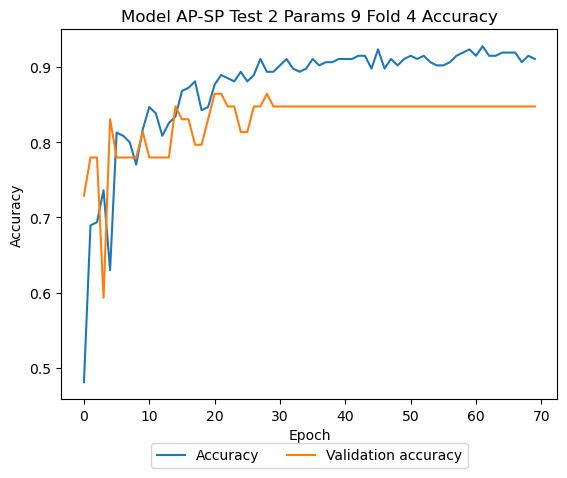 Model AP-SP Test 2 Params 9 Fold 4 Accuracy
Accuracy
0.9
0.8
0.7
0.6
0.5
0 10 20 30 40 50 60 70
Epoch
Accuracy Validation accuracy